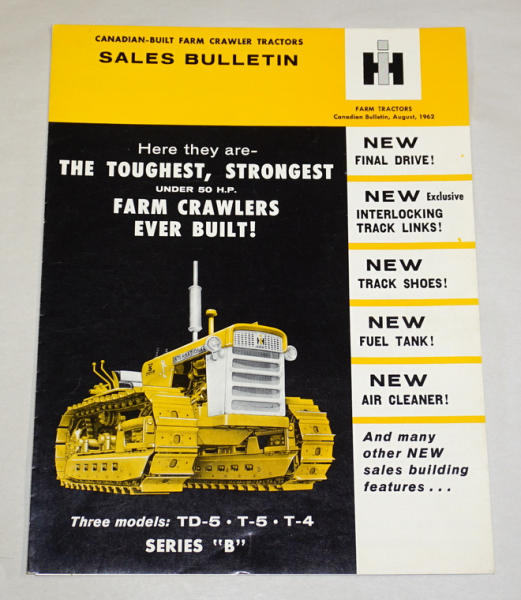 CANADIAN-BUILT FARM CRAWLER TRACTORS
SALES BULLETIN
IH
FARM TRACTORS
Canadian Bulletin, August, 1962
Here they are-
THE TOUGHEST, STRONGEST
UNDER 50 H.P.
FARM CRAWLERS
EVER BUILT!
INTERNATIONAL
Three models: TD-5 • T-5 • T-4
SERIES "B"
NEW
FINAL DRIVE!
NEW Exclusive
INTERLOCKING
TRACK LINKS!
NEW
TRACK SHOES!
NEW
FUEL TANK!
NEW
AIR CLEANER!
And many
other NEW
sales building
features...